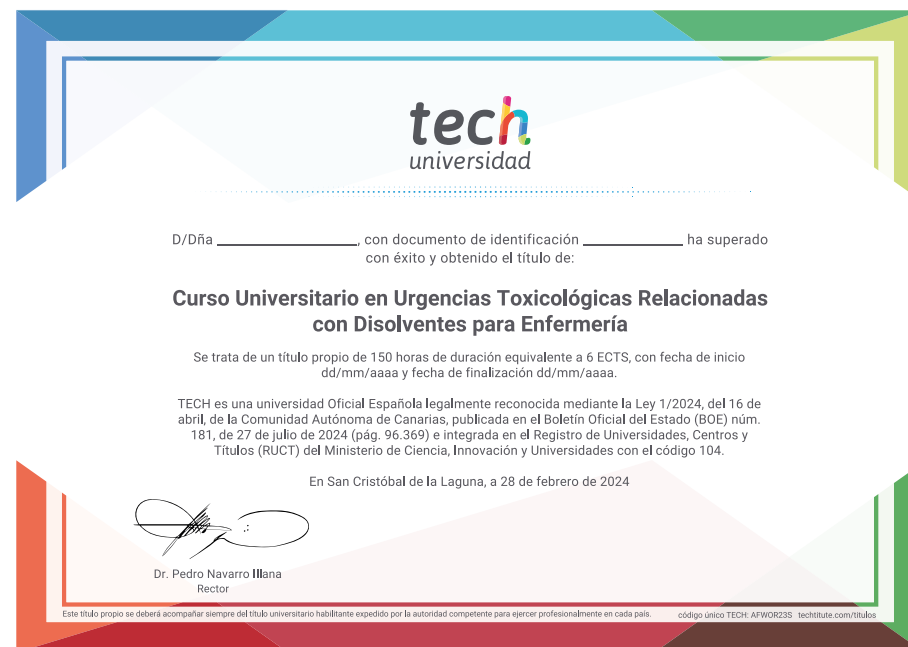 tech
universidad
D/Dña ____________________, con documento de identificación ______________ ha superado
con éxito y obtenido el título de:
Curso Universitario en Urgencias Toxicológicas Relacionadas
con Disolventes para Enfermería
Se trata de un título propio de 150 horas de duración equivalente a 6 ECTS, con fecha de inicio
dd/mm/aaaa y fecha de finalización dd/mm/aaaa.
TECH es una universidad Oficial Española legalmente reconocida mediante la Ley 1/2024, del 16 de
abril, de la Comunidad Autónoma de Canarias, publicada en el Boletín Oficial del Estado (BOE) núm.
181, de 27 de julio de 2024 (pág. 96.369) e integrada en el Registro de Universidades, Centros y
Títulos (RUCT) del Ministerio de Ciencia, Innovación y Universidades con el código 104.
En San Cristóbal de la Laguna, a 28 de febrero de 2024
Dr. Pedro Navarro Illana
Rector
Este título propio se deberá acompañar siempre del título universitario habilitante expedido por la autoridad competente para ejercer profesionalmente en cada país.
código único TECH: AFWOR23S techtitute.com/titulos